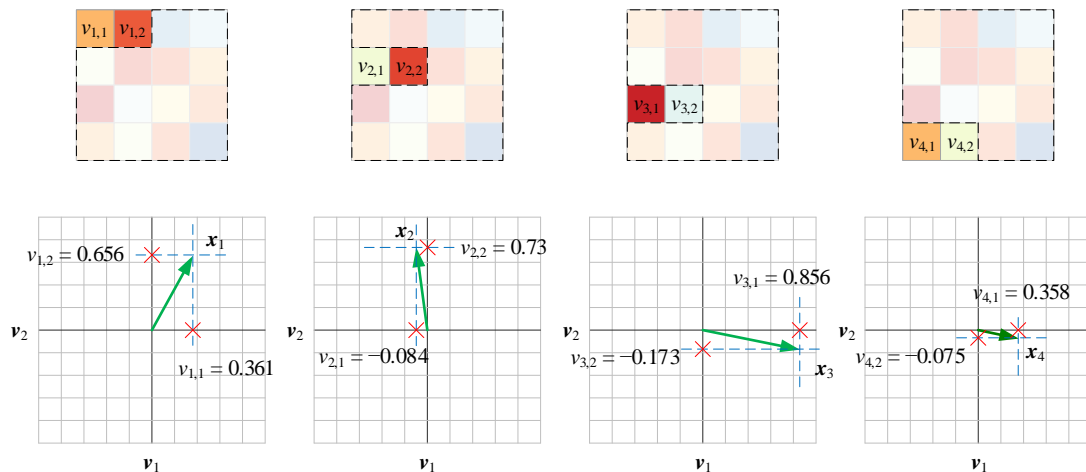 v1,1 v1,2
v2,1 v2,2
v3,1 v3,2
v4,1 v4,2
x1
v1,2 = 0.656
v2
v1,1 = 0.361
v1
x2
v2,2 = 0.73
v2
v2,1 = −0.084
v1
v3,1 = 0.856
v2
v3,2 = −0.173
x3
v1
v4,1 = 0.358
v2
v4,2 = −0.075
x4
v1